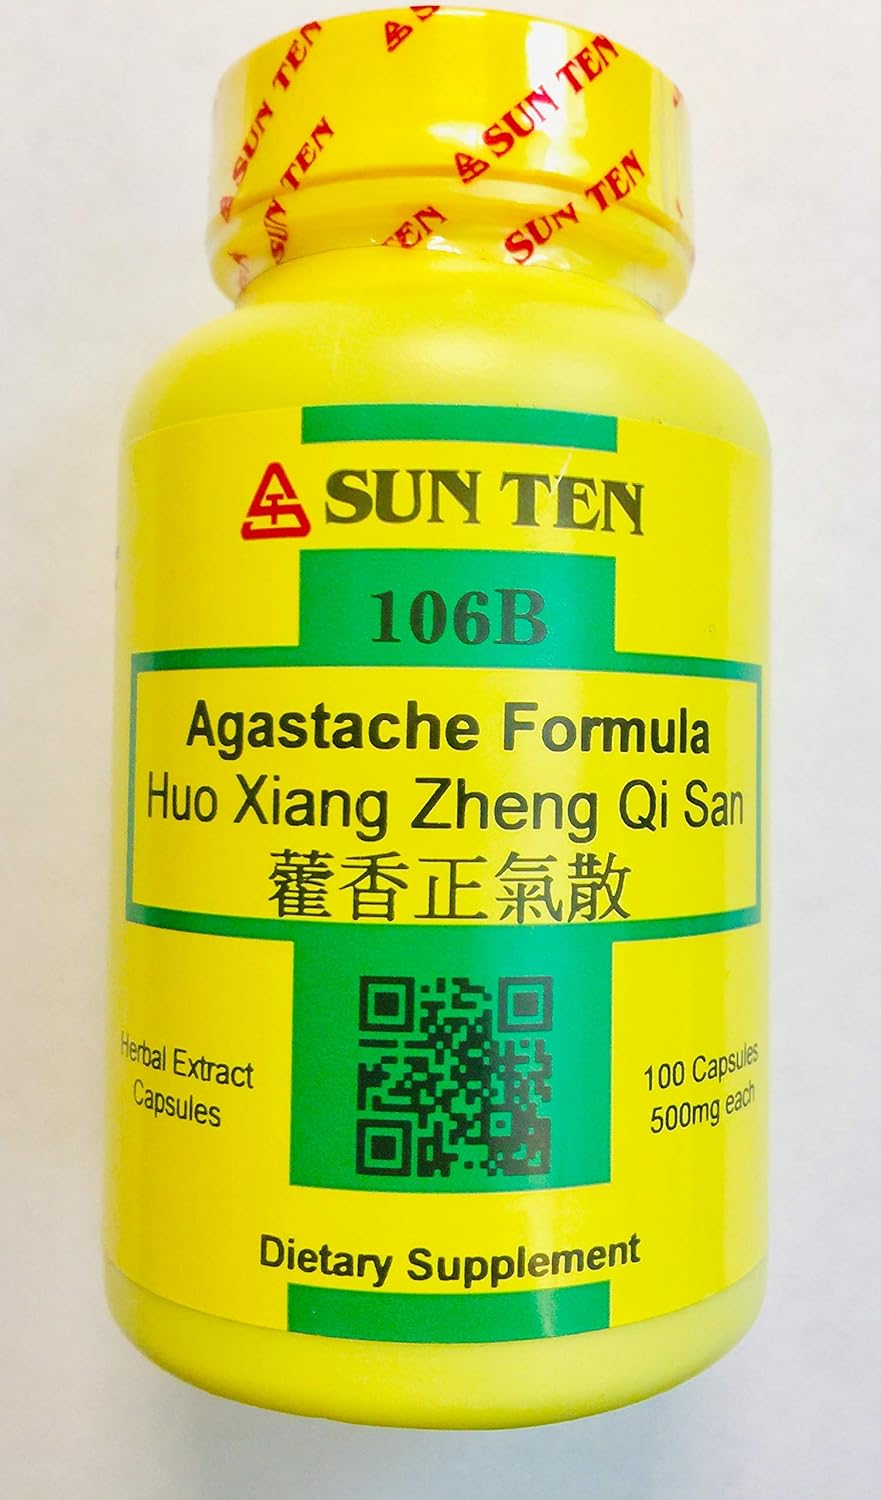 SUN TEN
SUN TEN
SUN TEN
TEN
SUN TEN
SUN TEN
106B
Agastache Formula
Huo Xiang Zheng Qi San
藿香正氣散
Herbal Extract
Capsules
100 Capsules
500mg each
Dietary Supplement